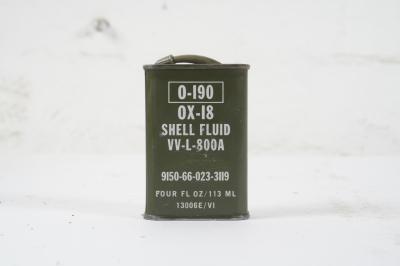 O-190
OX-18
SHELL FLUID
VV-L-800A
9150-66-023-3119
FOUR FL OZ/113 ML
13006E/VI